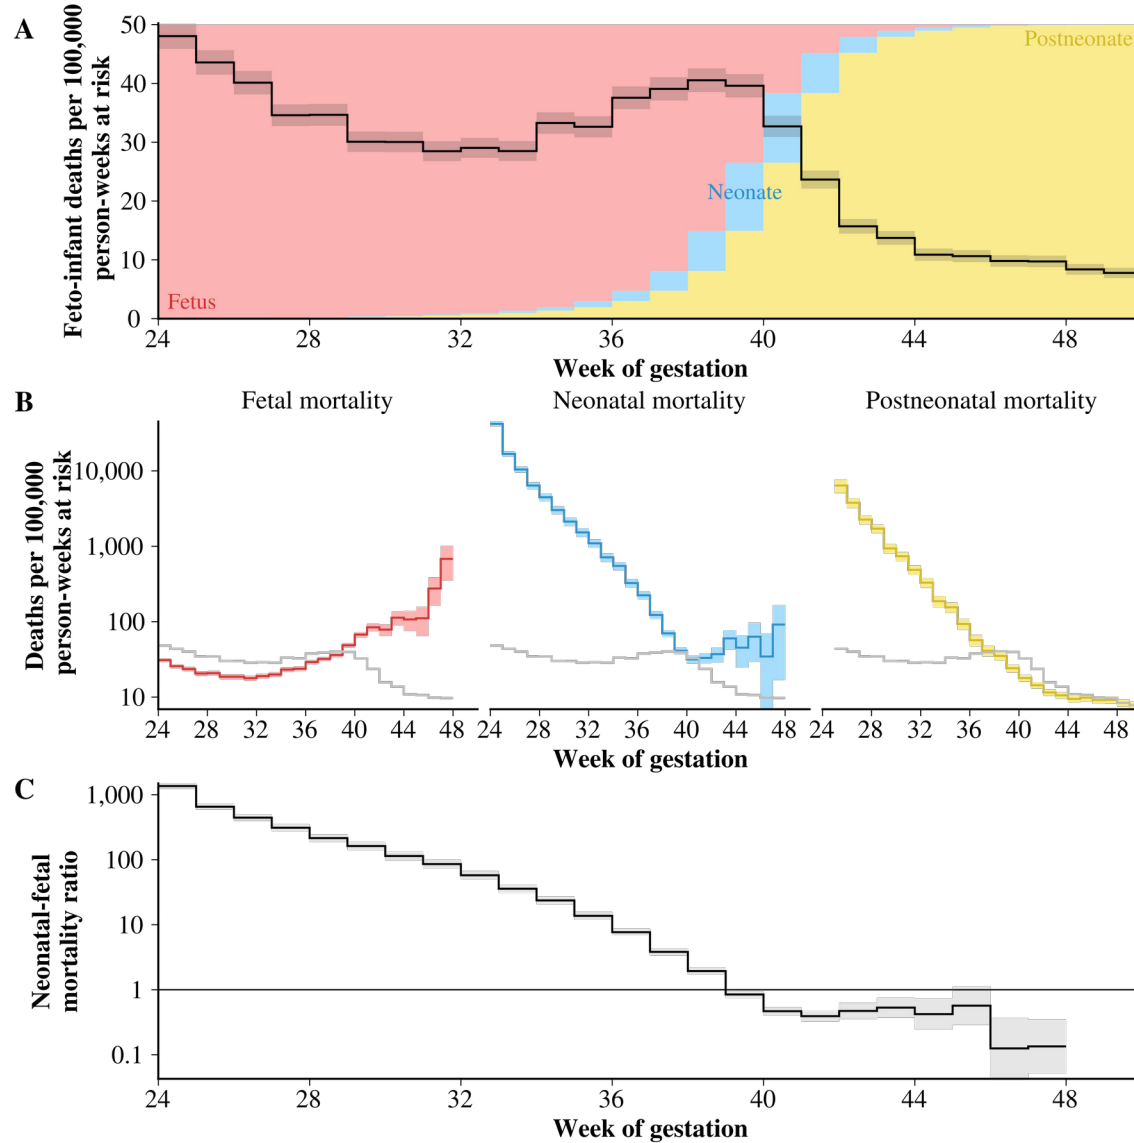 A
Feto-infant deaths per 100,000
person-weeks at risk
50
40
30
20
10
0
Postneonate
Neonate
Fetus
24 28 32 36 40 44 48
Week of gestation
B
Fetal mortality Neonatal mortality Postneonatal mortality
Deaths per 100,000
person-weeks at risk
10,000
1,000
100
10
24 28 32 36 40 44 48 24 28 32 36 40 44 48 24 28 32 36 40 44 48
Week of gestation
C
Neonatal-fetal
mortality ratio
1,000
100
10
1
0.1
24 28 32 36 40 44 48
Week of gestation